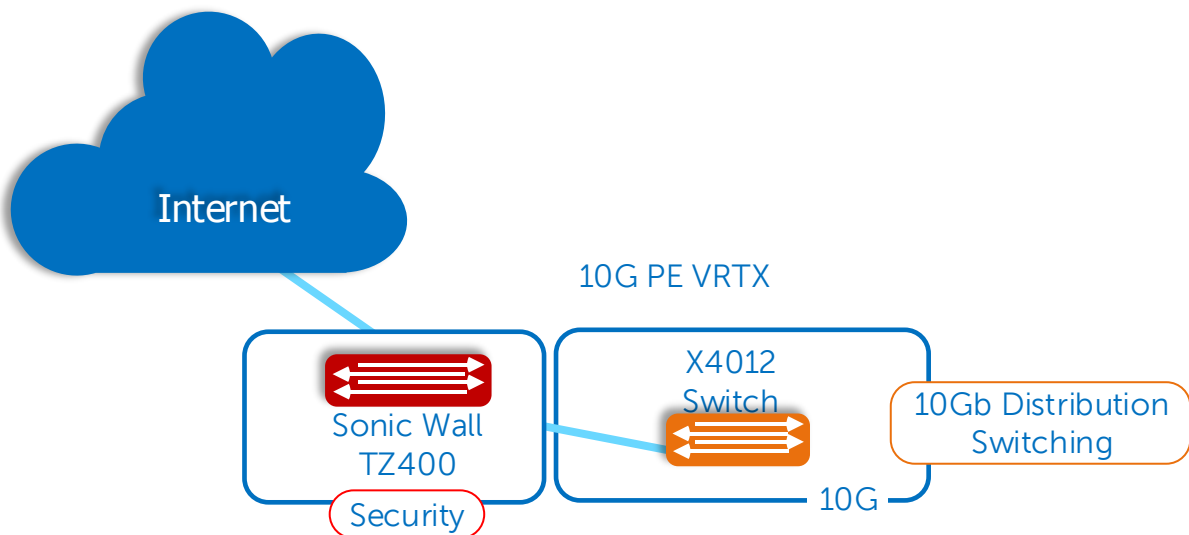 Internet
10G PE VRTX
Sonic Wall
TZ400
Security
X4012
Switch
10G
10Gb Distribution
Switching